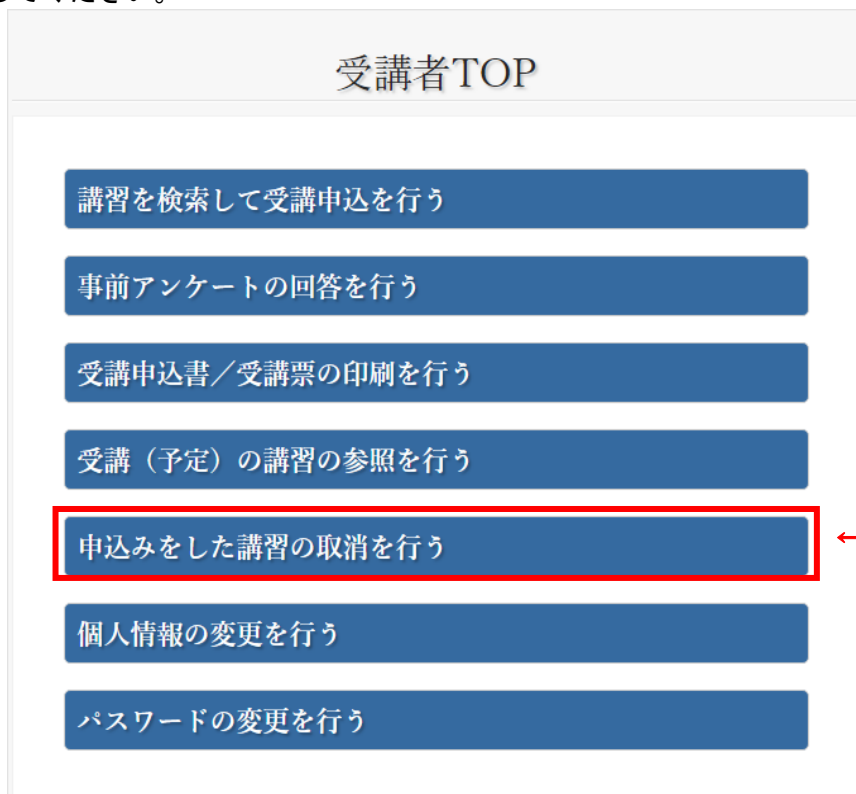 ください。
受講者TOP
講習を検索して受講申込を行う
事前アンケートの回答を行う
受講申込書／受講票の印刷を行う
受講（予定）の講習の参照を行う
申込みをした講習の取消を行う
←
個人情報の変更を行う
パスワードの変更を行う